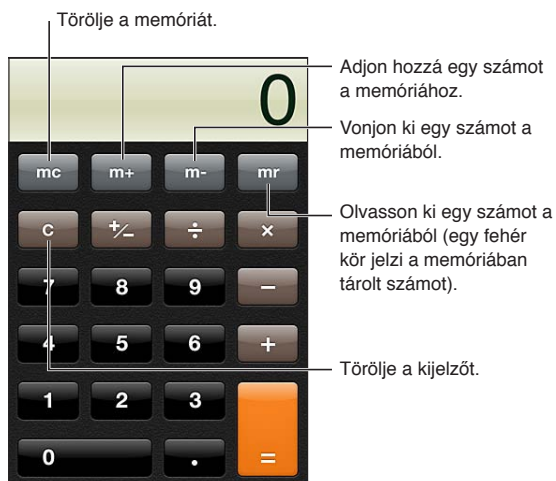 Törölje a memóriát.
0
Adjon hozzá egy számot
a memóriához.
Vonjon ki egy számot a
memóriából.
mc m+ m- mr
Olvasson ki egy számot a
memóriából (egy fehér
kör jelzi a memóriában
tárolt számot).
C +/− ÷ ×
7 8 9 −
4 5 6 +
Törölje a kijelzőt.
1 2 3
0 . =